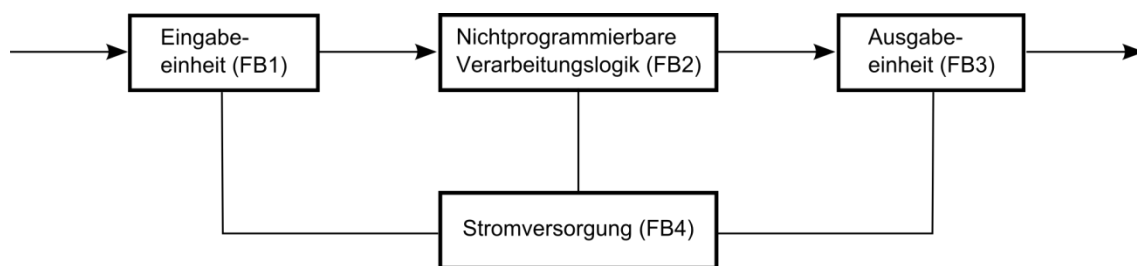 Eingabe-
einheit (FB1)
Nichtprogrammierbare
Verarbeitungslogik (FB2)
Ausgabe-
einheit (FB3)
Stromversorgung (FB4)